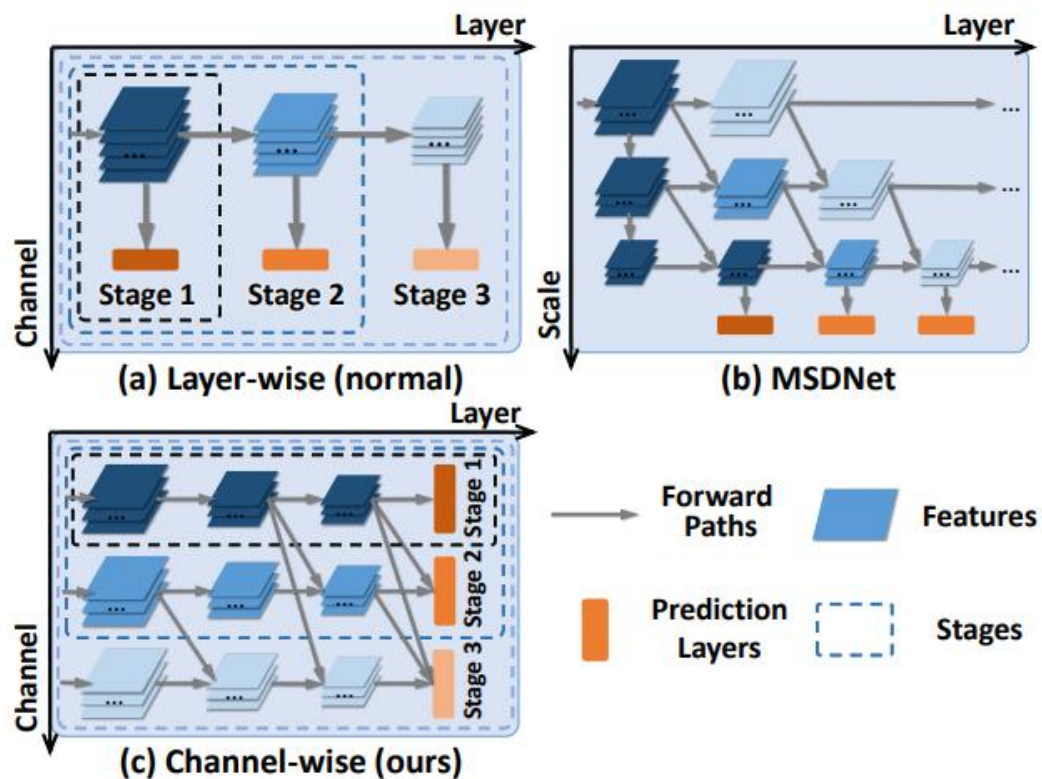 Layer
Channel
Stage 1
Stage 2
Stage 3
(a) Layer-wise (normal)
Layer
Scale
...
...
...
(b) MSDNet
Layer
Channel
Stage 1
Stage 2
Stage 3
(c) Channel-wise (ours)
Forward
Paths
Features
Prediction
Layers
Stages